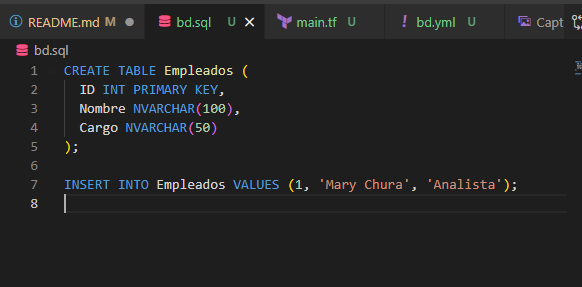 README.md M
bd.sql U
main.tf U
bd.yml U
Capt
bd.sql
1 CREATE TABLE Empleados (
2 ID INT PRIMARY KEY,
3 Nombre NVARCHAR(100),
4 Cargo NVARCHAR(50)
5 );
6
7 INSERT INTO Empleados VALUES (1, 'Mary Chura', 'Analista');
8